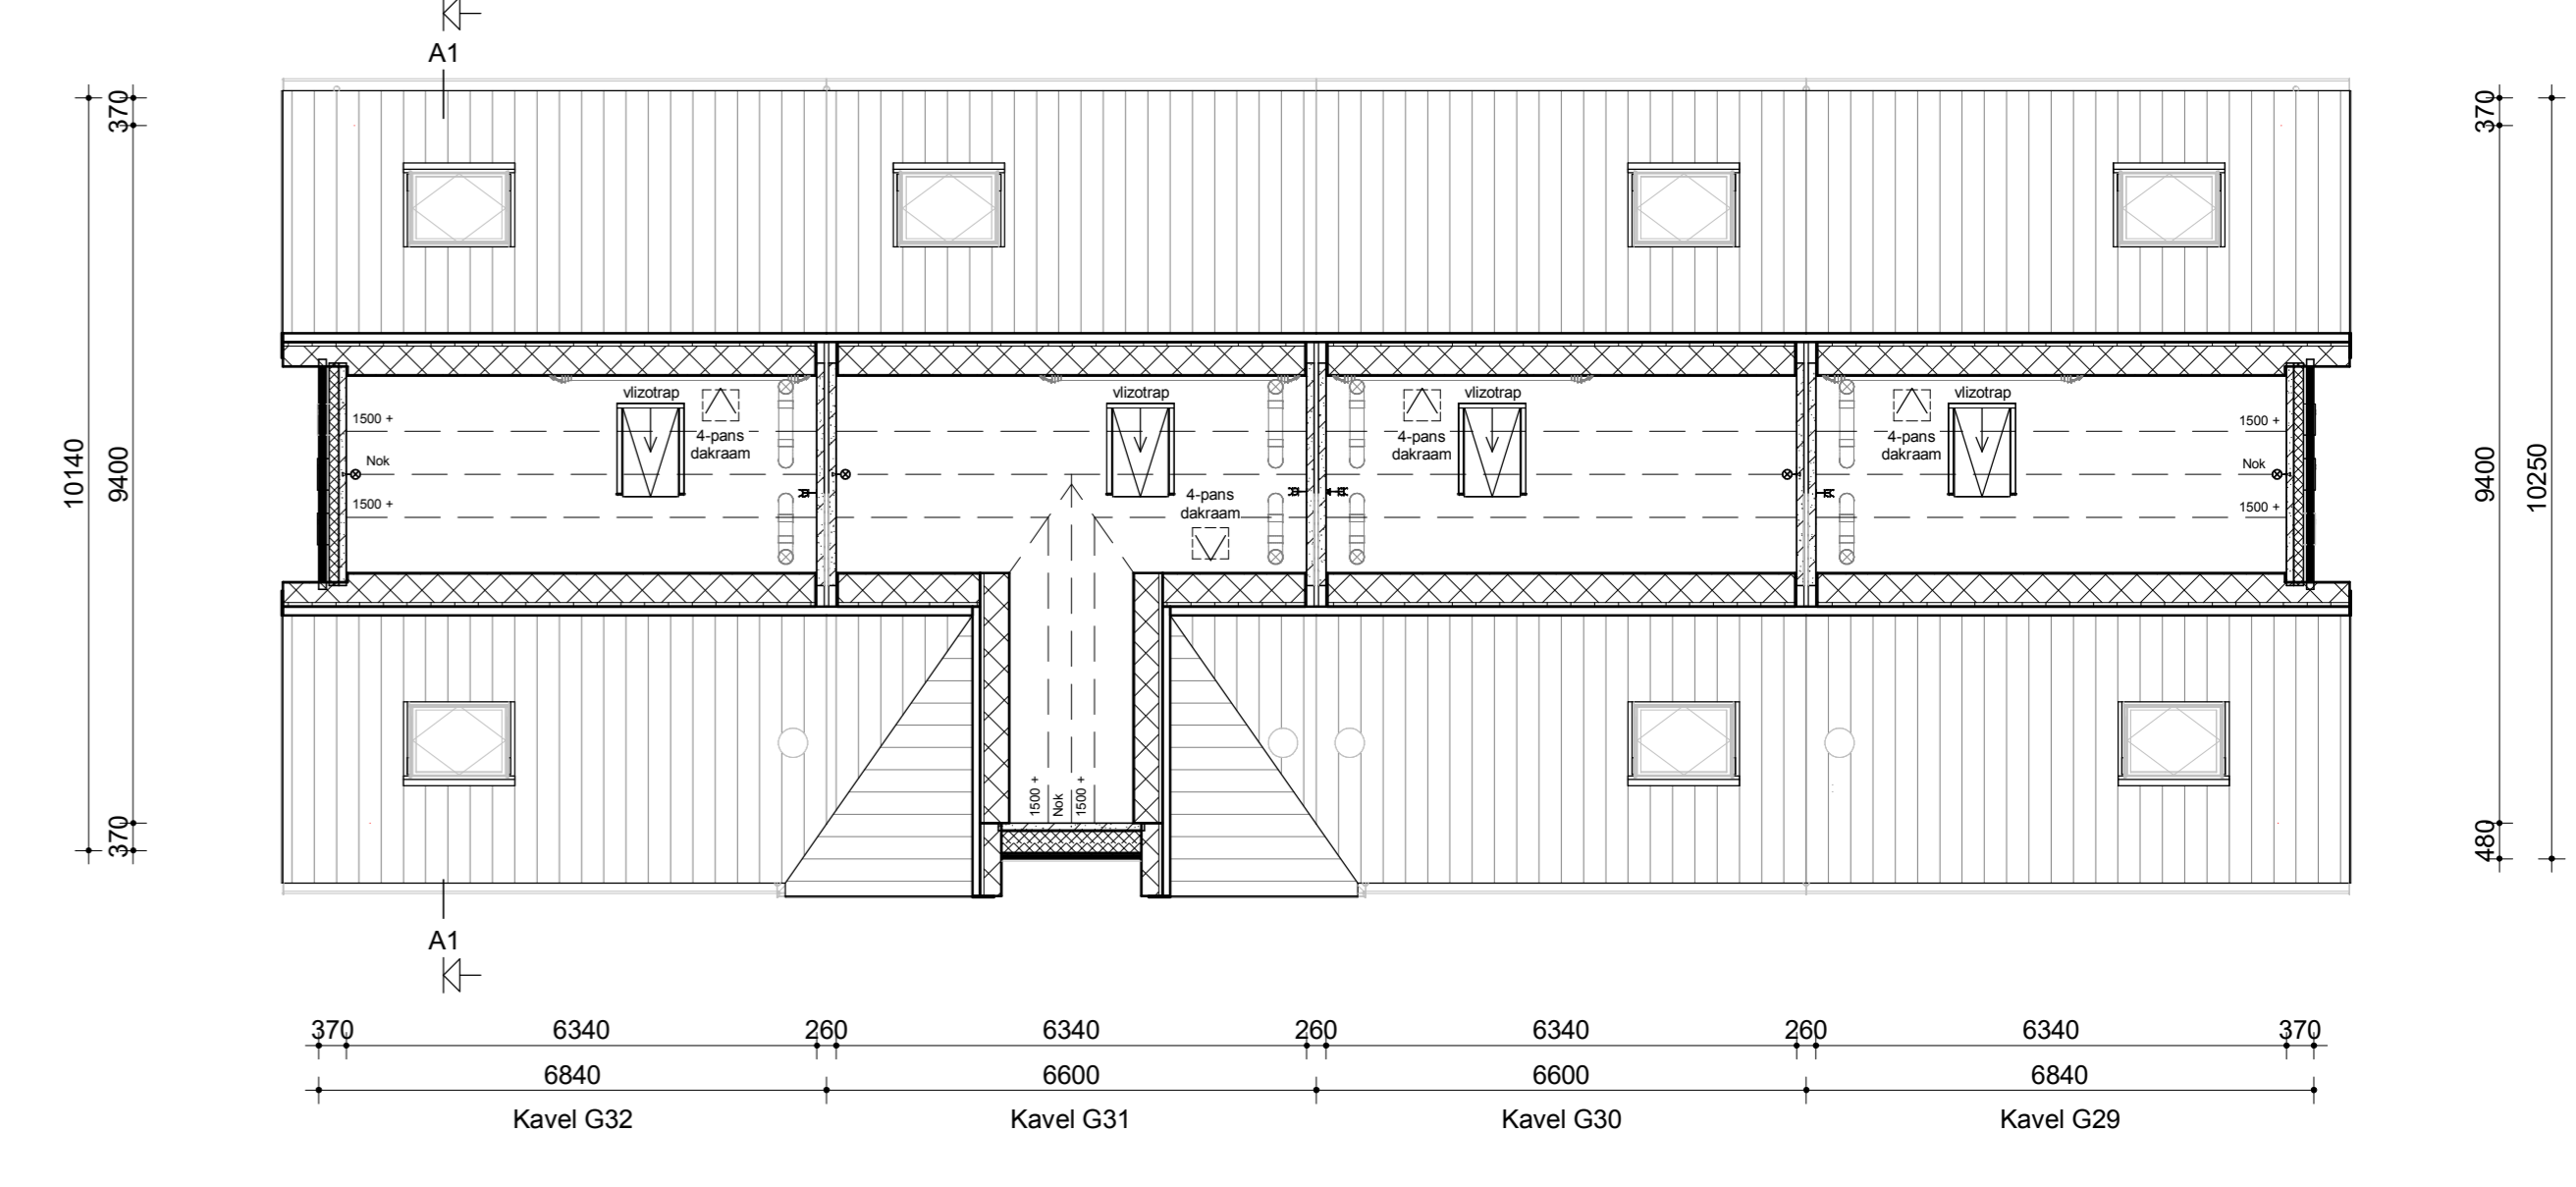 A1
370
370
10140
9400
9400
10250
vlizotrap
4-pans
dakraam
1500 +
Nok
1500 +
vlizotrap
4-pans
dakraam
4-pans
dakraam
vlizotrap
4-pans
dakraam
vlizotrap
1500 +
Nok
1500 +
1500 +
Nok
1500 +
370
480
A1
370
6340
260
6340
260
6340
260
6340
370
6840
6600
6600
6840
Kavel G32
Kavel G31
Kavel G30
Kavel G29